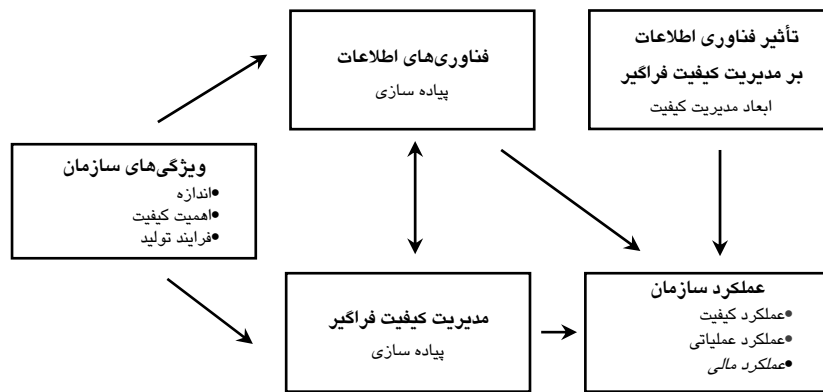 تأثیر فناوری اطلاعات
بر مدیریت کیفیت فراگیر
ابعاد مدیریت کیفیت
فناوری‌های اطلاعات
پیاده سازی
ویژگی‌های سازمان
•اندازه
•اهمیت کیفیت
•فرایند تولید
عملکرد سازمان
•عملکرد کیفیت
•عملکرد عملیاتی
•عملکرد مالی
مدیریت کیفیت فراگیر
پیاده سازی